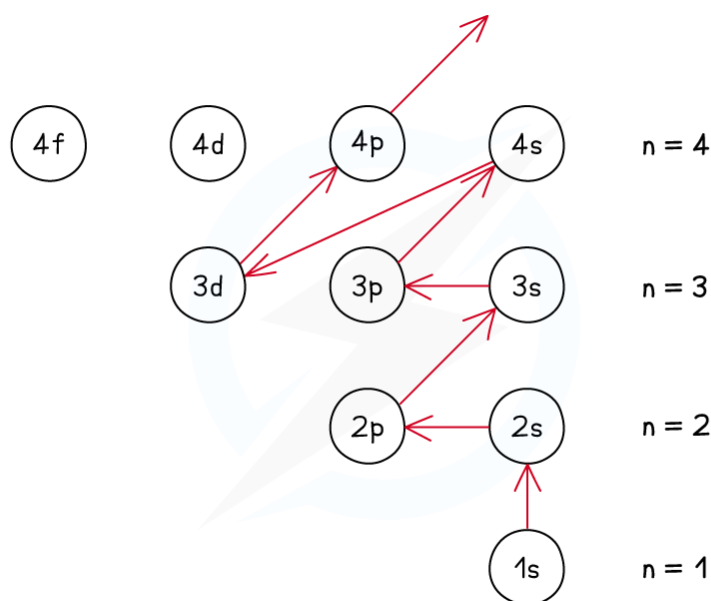 4f 4d 4p 4s n = 4
3d 3p 3s n = 3
2p 2s n = 2
1s n = 1